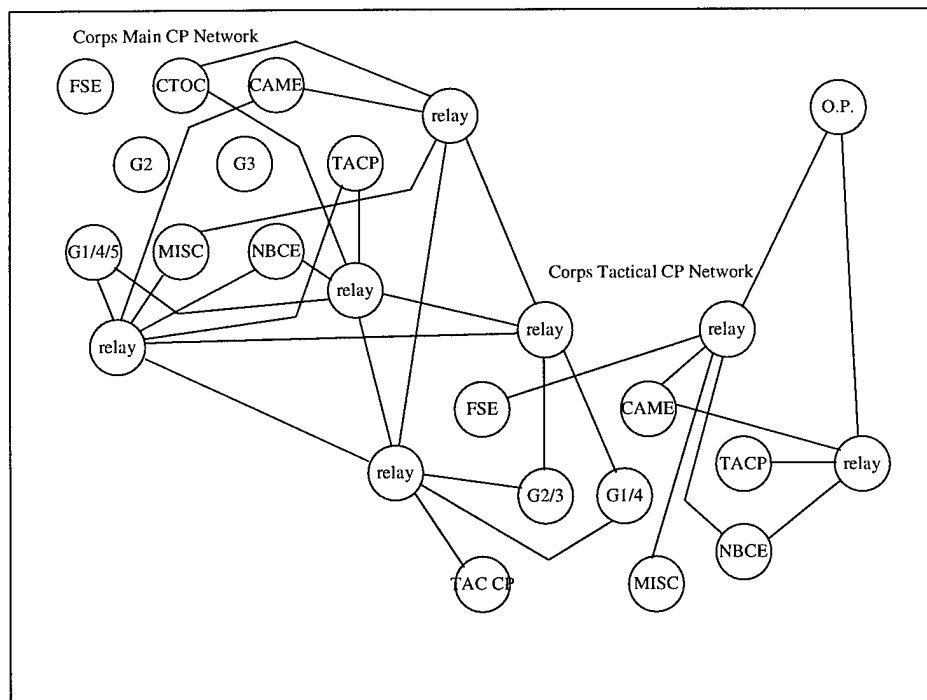 Corps Main CP Network
FSE
CTOC
CAME
relay
O.P.
G2
G3
TACP
G1/4/5
MISC
NBCE
Corps Tactical CP Network
relay
relay
relay
relay
FSE
CAME
relay
TACP
relay
G2/3
G1/4
NBCE
TAC CP
MISC